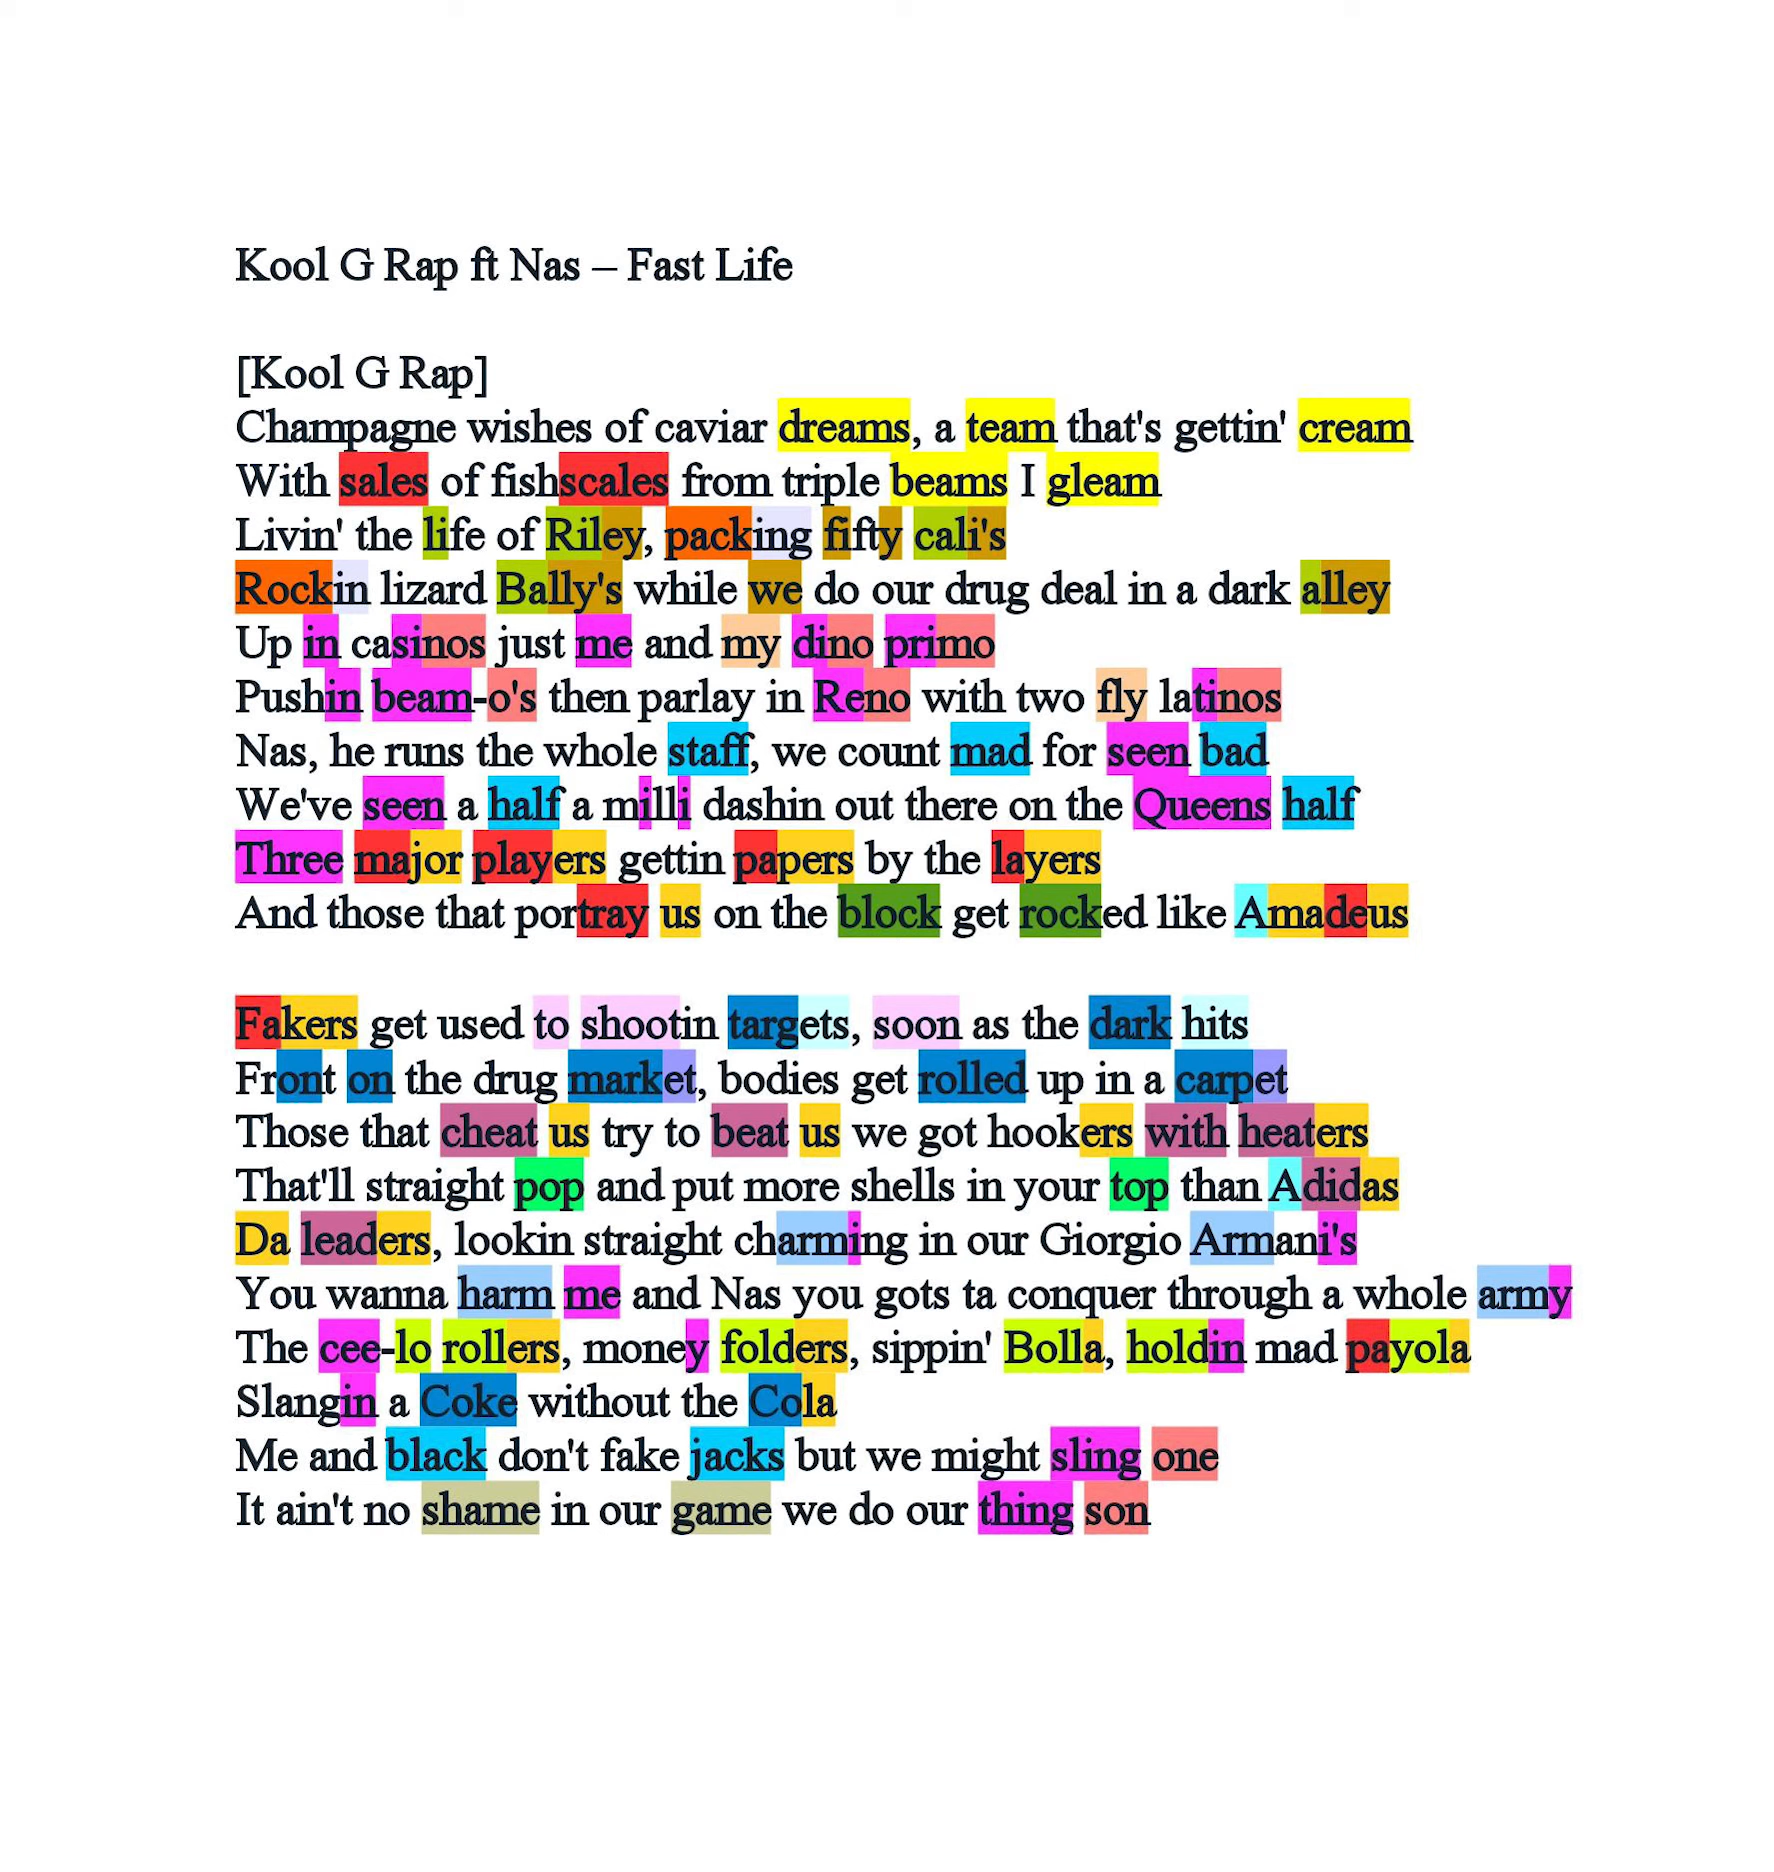 Kool G Rap ft Nas – Fast Life
[Kool G Rap]
Champagne wishes of caviar dreams, a team that's gettin' cream
With sales of fishscales from triple beams I gleam
Livin' the life of Riley, packing fifty cali's
Rockin lizard Bally's while we do our drug deal in a dark alley
Up in casinos just me and my dino primo
Pushin beam-o's then parlay in Reno with two fly latinos
Nas, he runs the whole staff, we count mad for seen bad
We've seen a half a milli dashin out there on the Queens half
Three major players gettin papers by the layers
And those that portray us on the block get rocked like Amadeus
Fakers get used to shootin targets, soon as the dark hits
Front on the drug market, bodies get rolled up in a carpet
Those that cheat us try to beat us we got hookers with heaters
That'll straight pop and put more shells in your top than Adidas
Da leaders, lookin straight charming in our Giorgio Armani's
You wanna harm me and Nas you gots ta conquer through a whole army
The cee-lo rollers, money folders, sippin' Bolla, holdin mad payola
Slangin a Coke without the Cola
Me and black don't fake jacks but we might sling one
It ain't no shame in our game we do our thing son